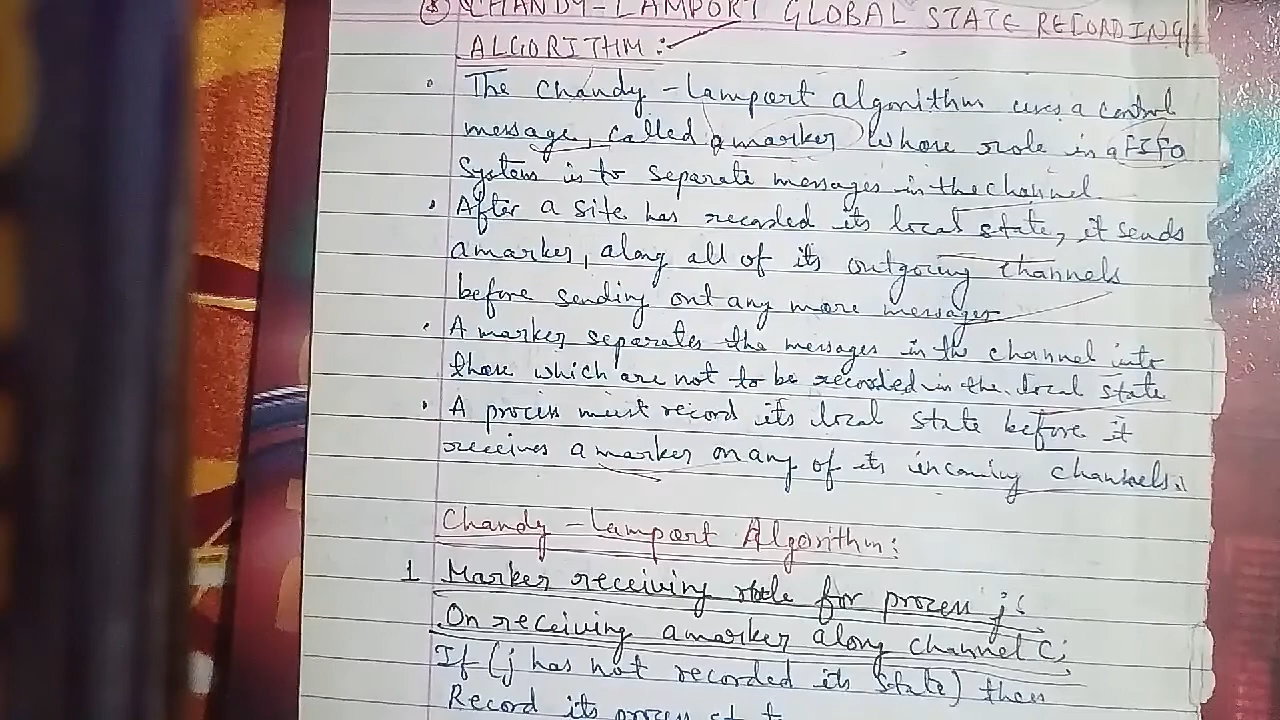 CHANDY-LAMPORT GLOBAL STATE RECORDING
ALGORITHM:-
• The Chandy-Lamport algorithm uses a control
message, called a marker whose role in a FIFO
System is to separate messages in the channel.
• After a site has recorded its local state, it sends
a marker, along all of its outgoing channels
before sending out any more messages
• A marker separates the messages in the channel into
those which are not to be recorded in the local state
• A process must record its local state before it
receives a marker on any of its incoming channels.
Chandy-Lamport Algorithm:
1 Marker receiving rule for process j:
On receiving a marker along channel C;
If (j has not recorded its state) then
Record its process state